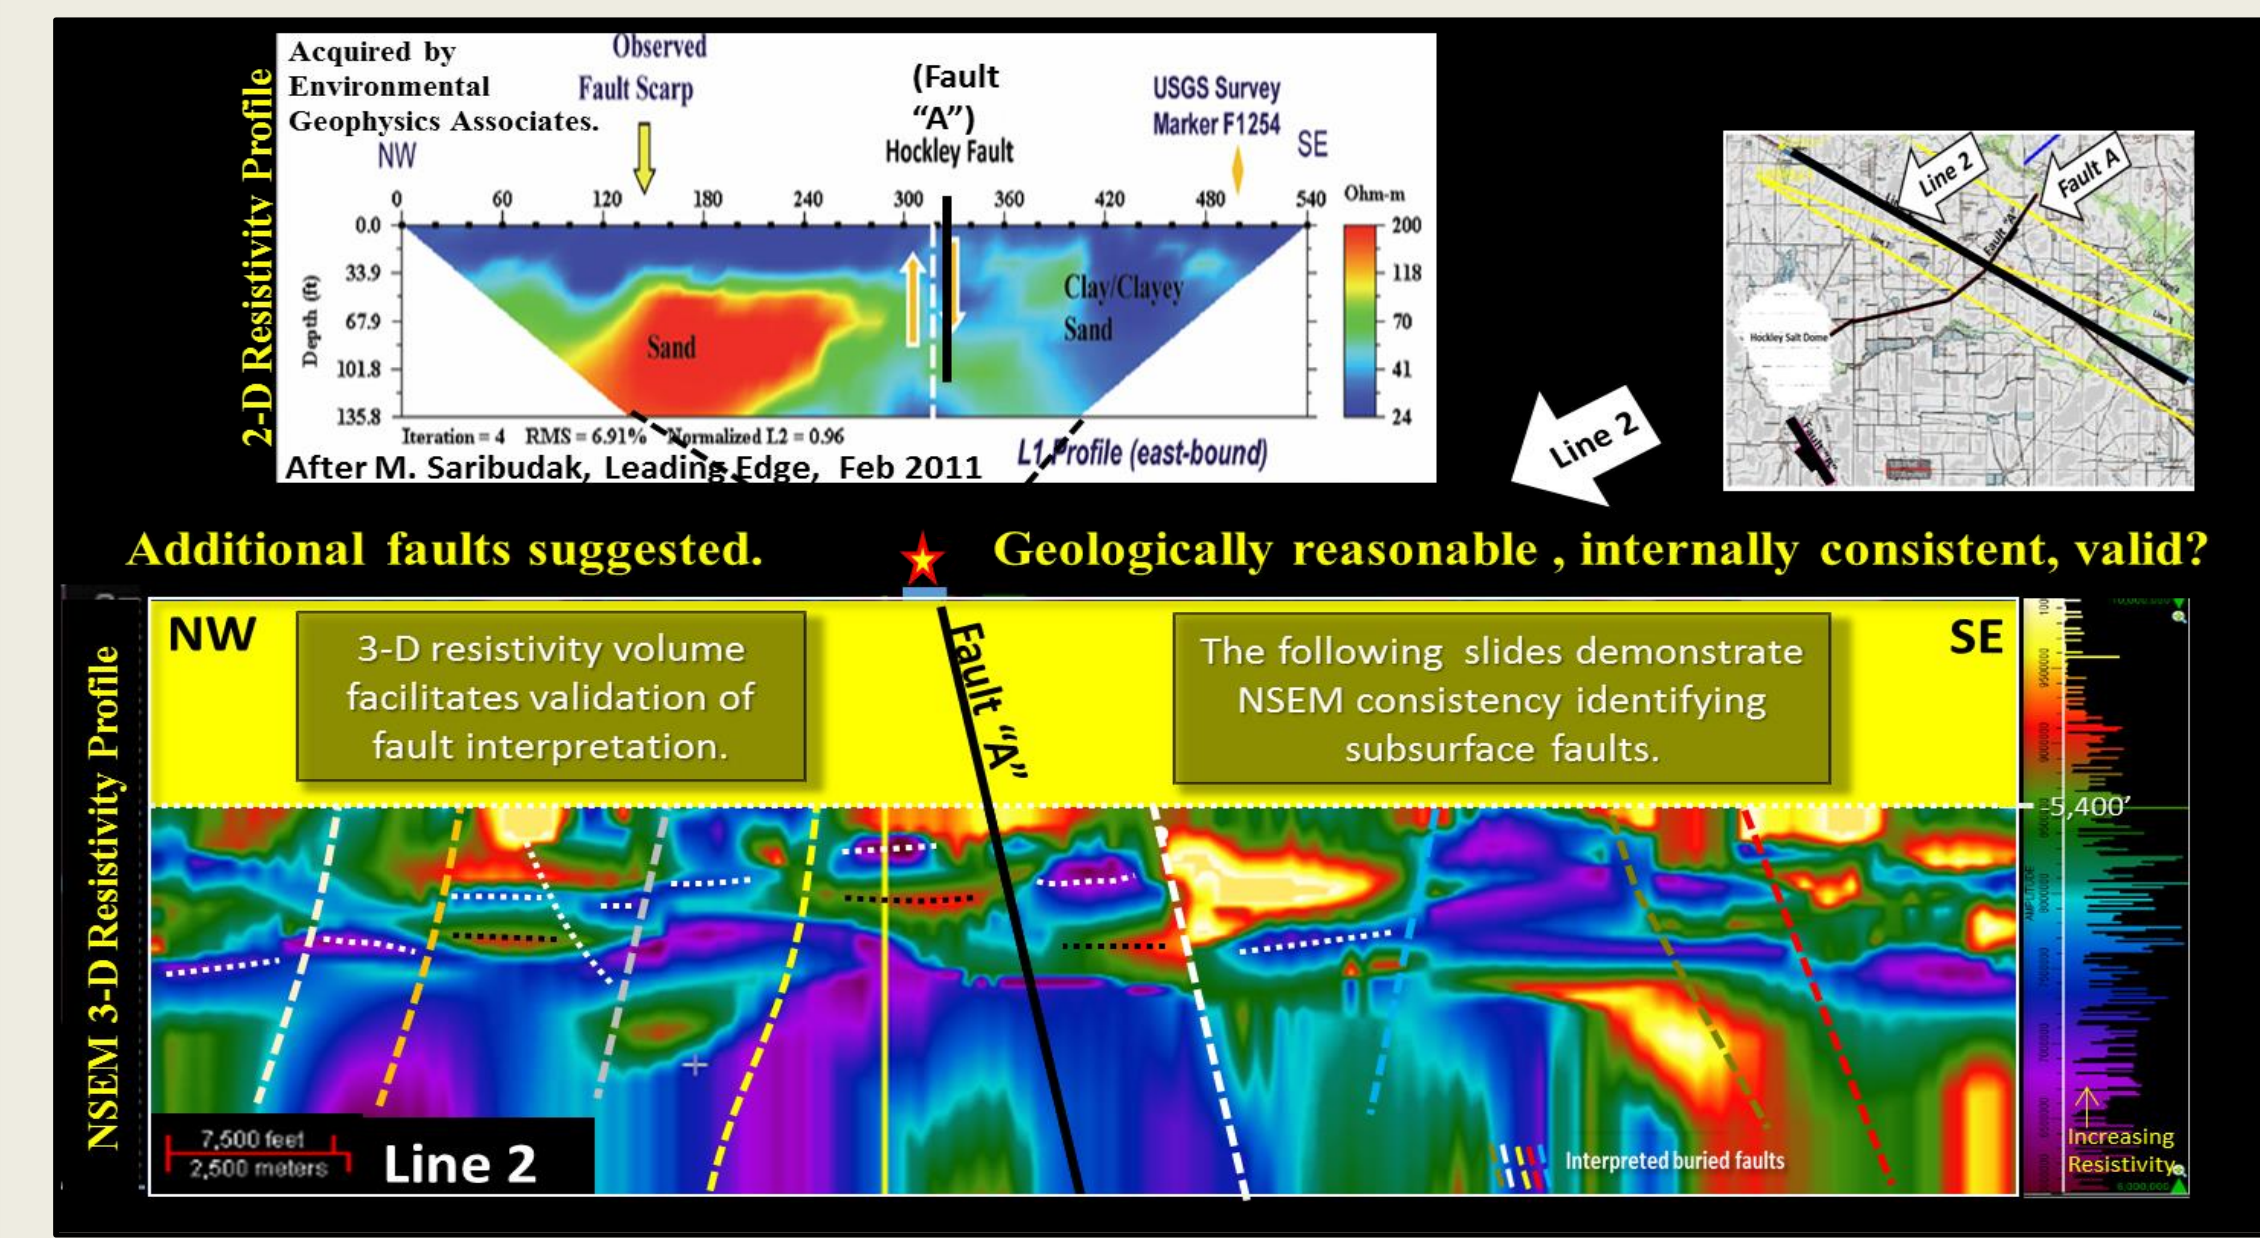 2-D Resistivity Profile
Acquired by
Environmental
Geophysics Associates.
Observed
Fault Scarp
(Fault
“A”)
Hockley Fault
USGS Survey
Marker F1254
NW
SE
0 60 120 180 240 300 360 420 480 540 Ohm-m
Depth (ft)
0.0
33.9
67.9
101.8
135.8
Sand
Clay/Clayey
Sand
200
118
70
41
24
Iteration = 4 RMS = 6.91% Normalized L2 = 0.96
L1 Profile (east-bound)
After M. Saribudak, Leading Edge, Feb 2011
Line 2
Line 2
Fault A
Fault "A"
Hockley Salt Dome
Additional faults suggested.
Geologically reasonable , internally consistent, valid?
NSEM 3-D Resistivity Profile
NW
3-D resistivity volume
facilitates validation of
fault interpretation.
Fault “A”
The following slides demonstrate
NSEM consistency identifying
subsurface faults.
SE
5,400’
AMPLITUDE
Increasing
Resistivity
7,500 feet
2,500 meters
Line 2
Interpreted buried faults